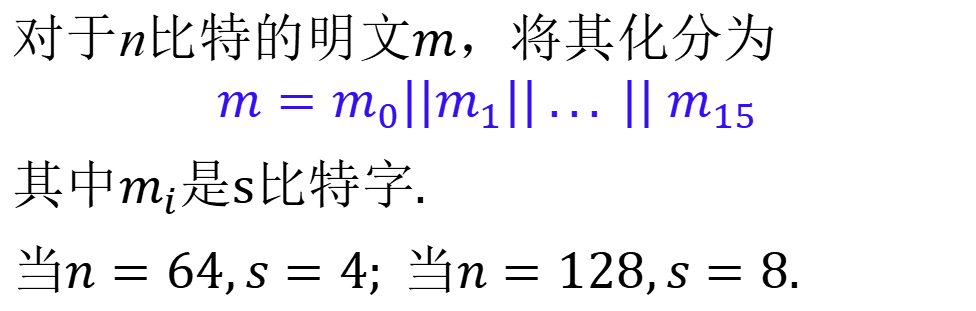 对于n比特的明文m，将其化分为
m = m₀||m₁|| ... || m₁₅
其中mᵢ是s比特字.
当n = 64, s = 4; 当n = 128, s = 8.